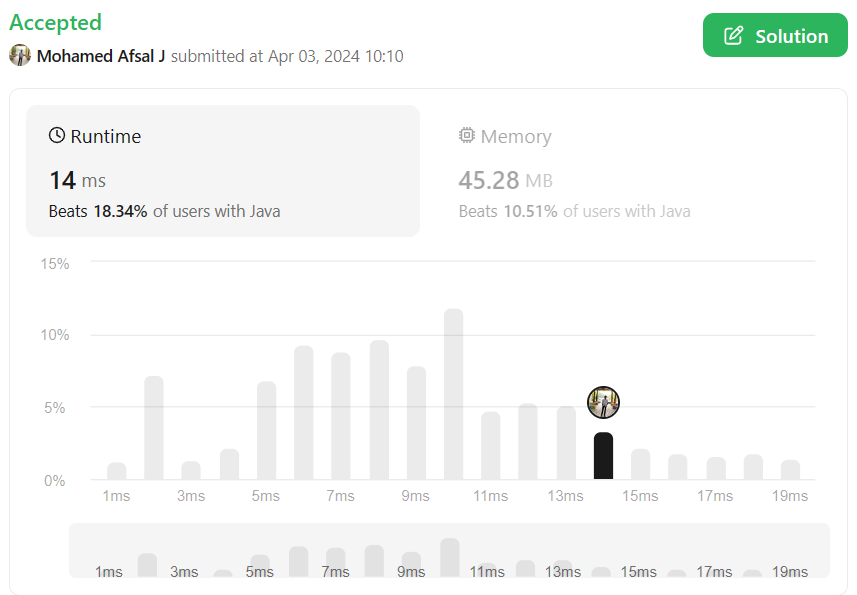 Accepted
Mohamed Afsal J submitted at Apr 03, 2024 10:10
Solution
Runtime
14 ms
Beats 18.34% of users with Java
Memory
45.28 MB
Beats 10.51% of users with Java
15%
10%
5%
0%
1ms 3ms 5ms 7ms 9ms 11ms 13ms 15ms 17ms 19ms
1ms 3ms 5ms 7ms 9ms 11ms 13ms 15ms 17ms 19ms